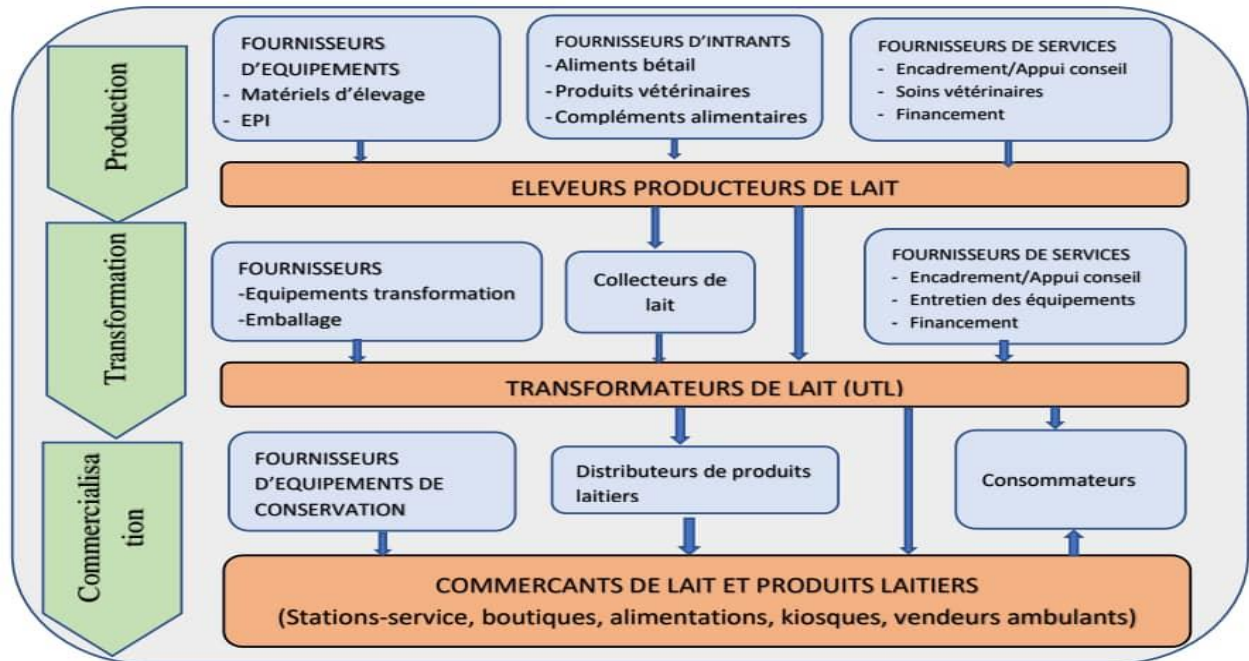 Production
FOURNISSEURS
D'EQUIPEMENTS
- Matériels d'élevage
- EPI
FOURNISSEURS D'INTRANTS
-Aliments bétail
-Produits vétérinaires
-Compléments alimentaires
FOURNISSEURS DE SERVICES
- Encadrement/Appui conseil
- Soins vétérinaires
- Financement
ELEVEURS PRODUCTEURS DE LAIT
Transformation
FOURNISSEURS
-Equipements transformation
-Emballage
Collecteurs de
lait
FOURNISSEURS DE SERVICES
- Encadrement/Appui conseil
- Entretien des équipements
- Financement
TRANSFORMATEURS DE LAIT (UTL)
Commercialisa
tion
FOURNISSEURS
D'EQUIPEMENTS DE
CONSERVATION
Distributeurs de produits
laitiers
Consommateurs
COMMERCANTS DE LAIT ET PRODUITS LAITIERS
(Stations-service, boutiques, alimentations, kiosques, vendeurs ambulants)